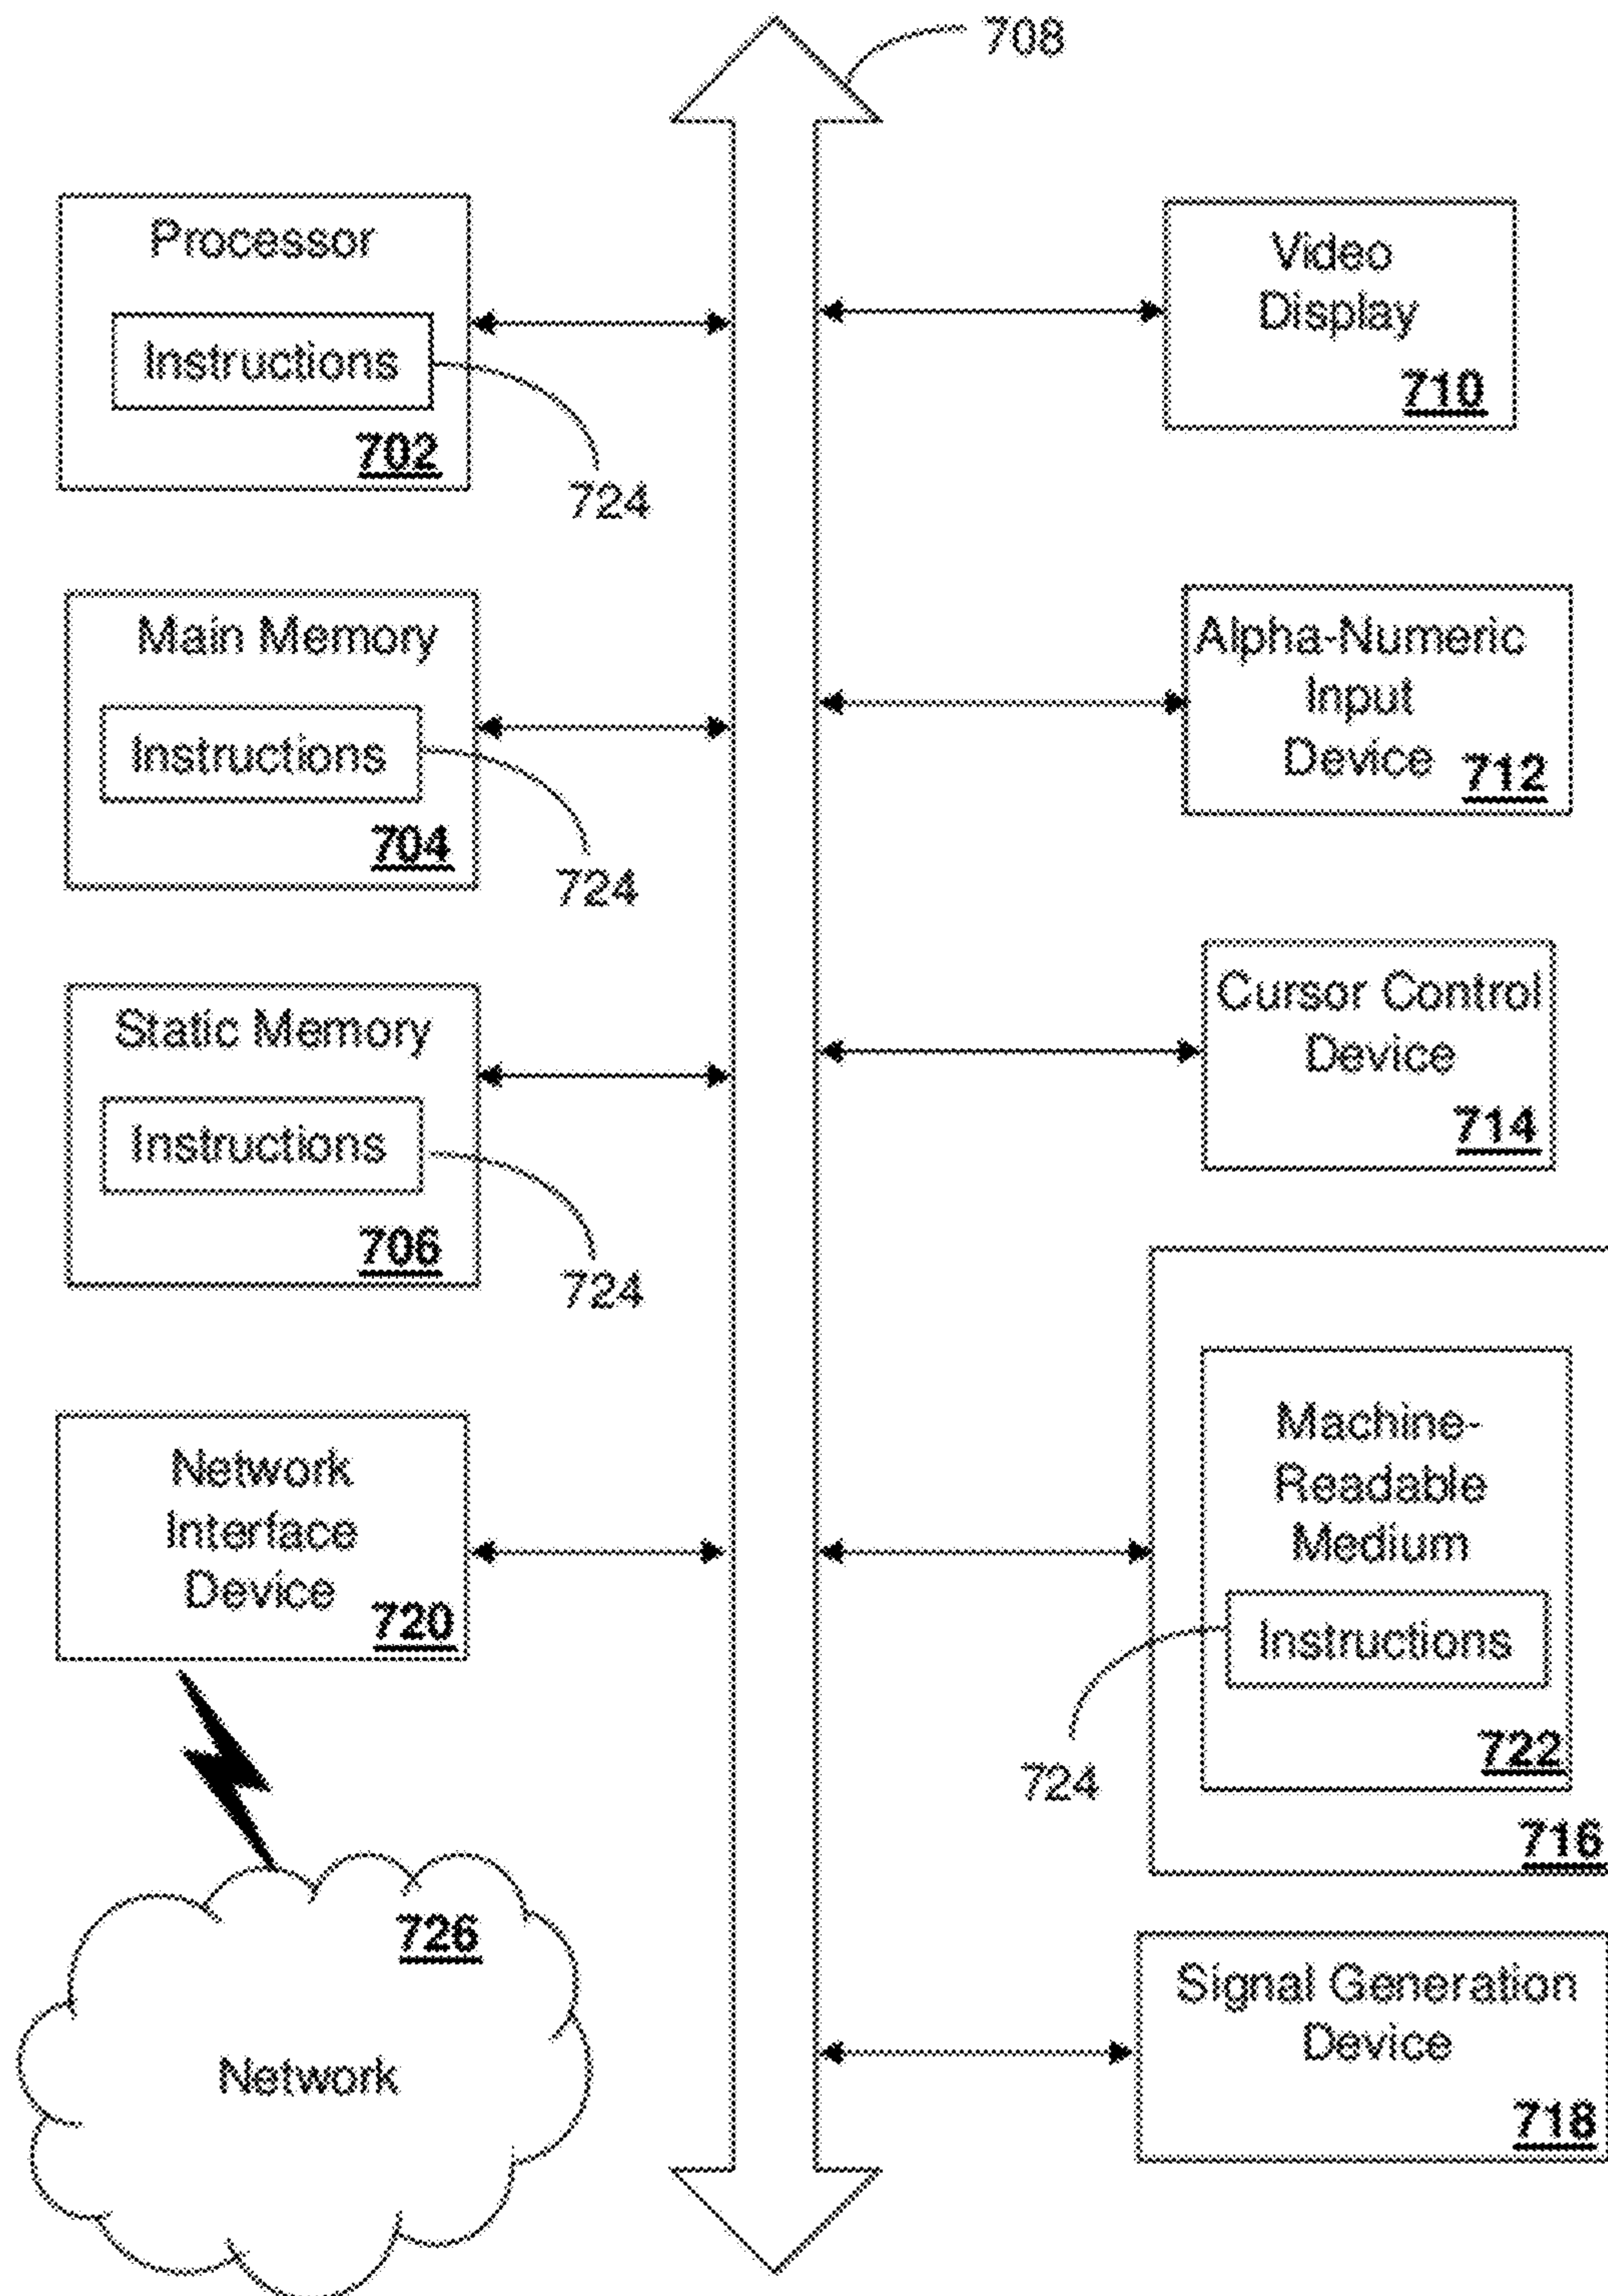 708
Processor
Instructions
702
724
Main Memory
Instructions
704
724
Static Memory
Instructions
706
724
Network
Interface
Device
720
726
Network
Video
Display
710
Alpha-Numeric
Input
Device
712
Cursor Control
Device
714
Machine-
Readable
Medium
Instructions
724
722
716
Signal Generation
Device
718